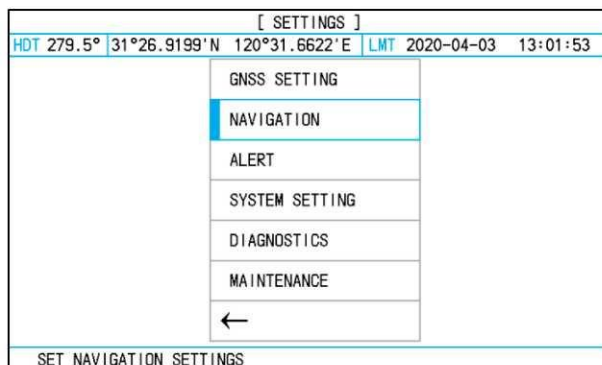 [ SETTINGS ]
HDT 279.5° 31°26.9199'N 120°31.6622'E LMT 2020-04-03 13:01:53
GNSS SETTING
NAVIGATION
ALERT
SYSTEM SETTING
DIAGNOSTICS
MAINTENANCE
←
SET NAVIGATION SETTINGS